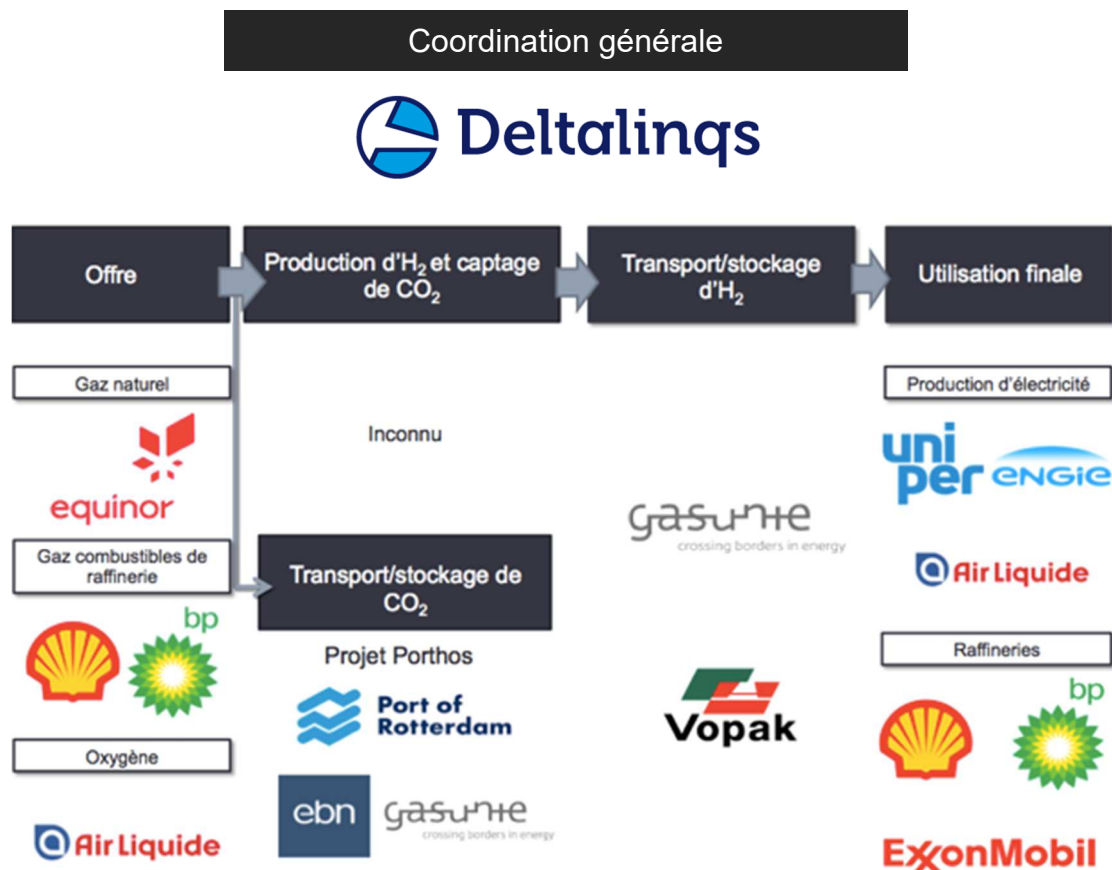 Coordination générale
Deltalinqs
Offre
Production d'H₂ et captage
de CO₂
Transport/stockage
d'H₂
Utilisation finale
Gaz naturel
equinor
Gaz combustibles de
raffinerie
bp
Oxygène
Air Liquide
Inconnu
Transport/stockage de
CO₂
Projet Porthos
Port of
Rotterdam
ebn
gasunie
crossing borders in energy
gasunie
crossing borders in energy
Vopak
Production d'électricité
uni
per
ENGIE
Air Liquide
Raffineries
bp
ExxonMobil